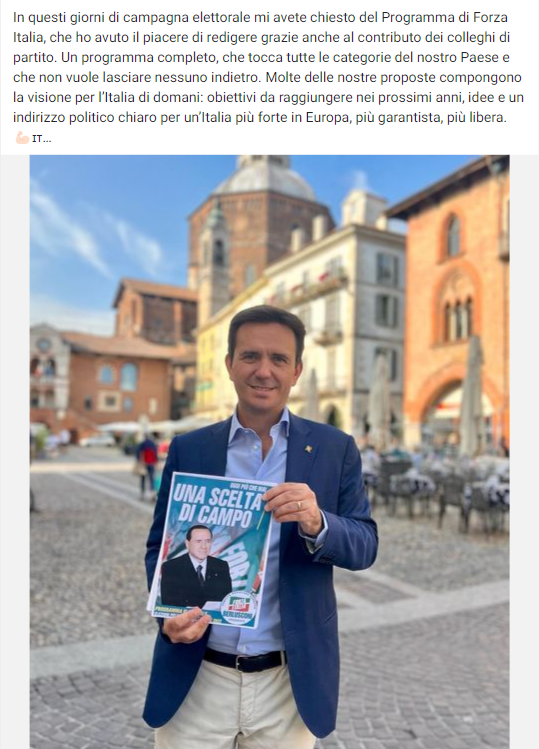 In questi giorni di campagna elettorale mi avete chiesto del Programma di Forza
Italia, che ho avuto il piacere di redigere grazie anche al contributo dei colleghi di
partito. Un programma completo, che tocca tutte le categorie del nostro Paese e
che non vuole lasciare nessuno indietro. Molte delle nostre proposte compongono
la visione per l’Italia di domani: obiettivi da raggiungere nei prossimi anni, idee e un
indirizzo politico chiaro per un’Italia più forte in Europa, più garantista, più libera.
💪🏻 IT...
OGGI PIÙ CHE MAI
UNA SCELTA
DI CAMPO
FORZA
ITALIA
BERLUSCONI